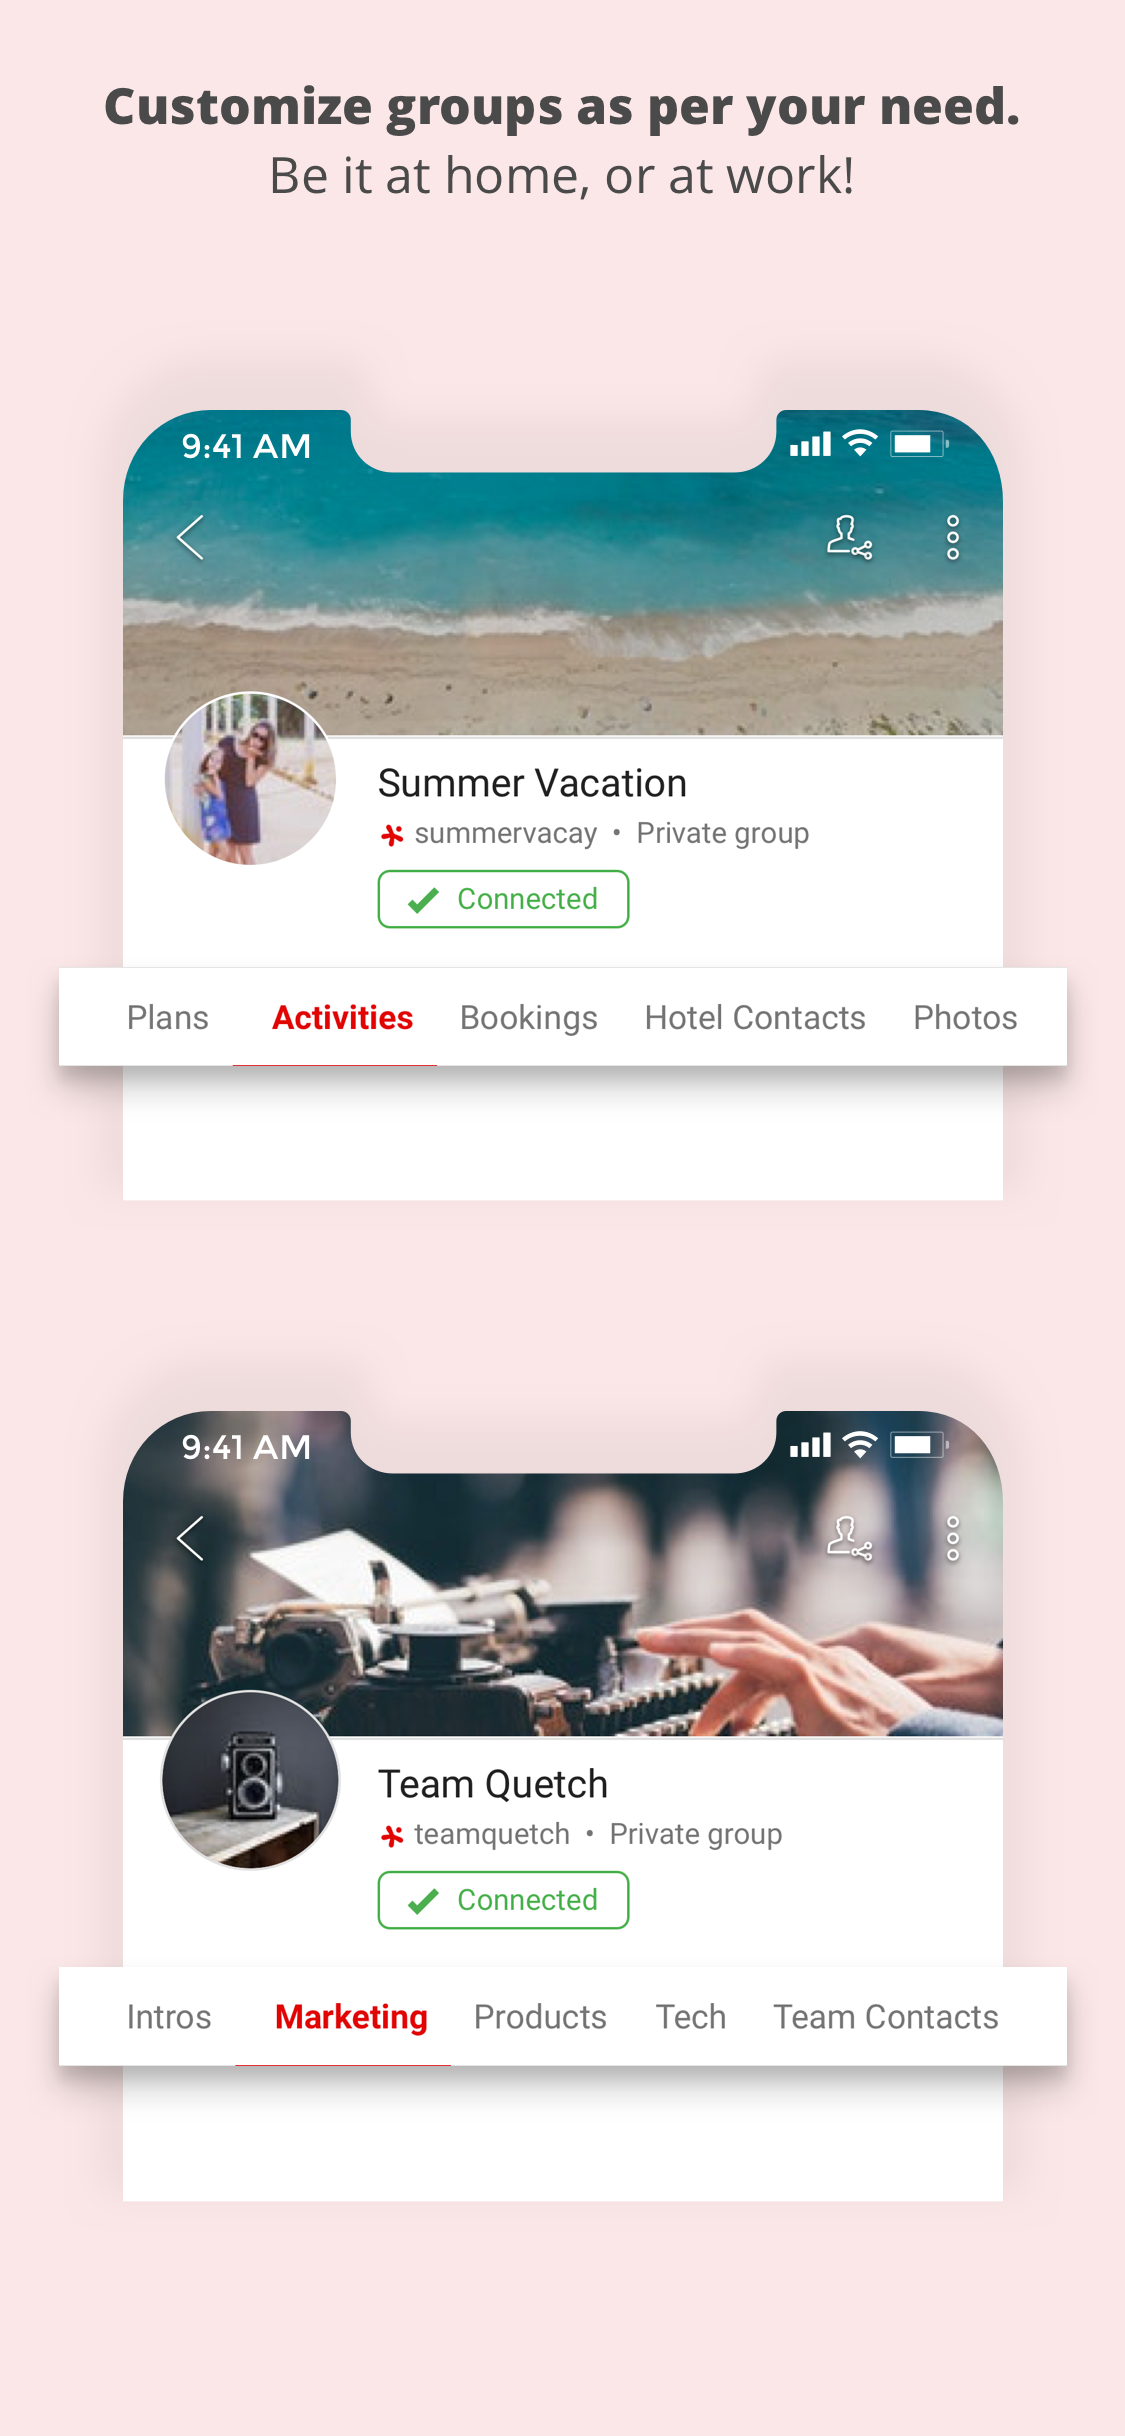 Customize groups as per your need.
Be it at home, or at work!
9:41 AM
Summer Vacation
summervacay • Private group
Connected
Plans Activities Bookings Hotel Contacts Photos
9:41 AM
Team Quetch
teamquetch • Private group
Connected
Intros Marketing Products Tech Team Contacts